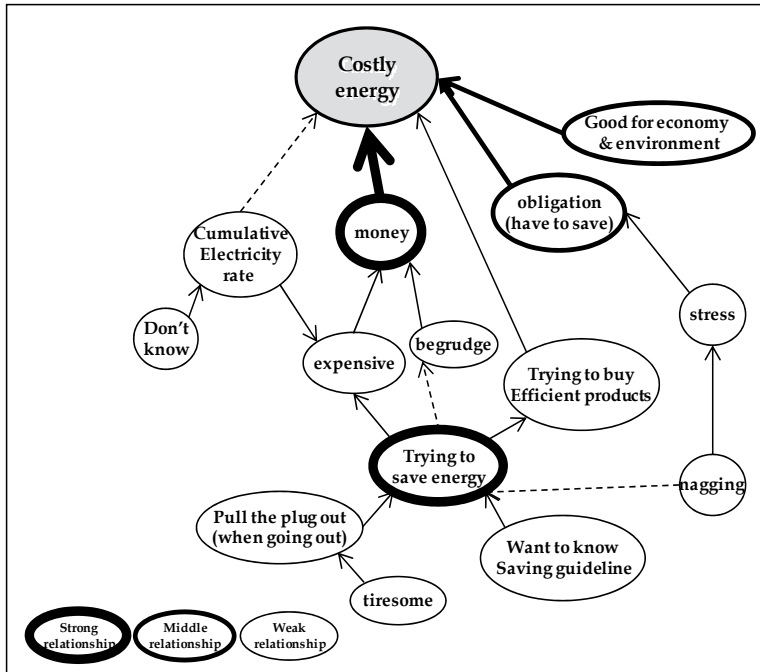 Costly
energy
Good for economy
& environment
obligation
(have to save)
money
Cumulative
Electricity
rate
Don't
know
stress
expensive
begrudge
Trying to buy
Efficient products
Trying to
save energy
nagging
Pull the plug out
(when going out)
Want to know
Saving guideline
tiresome
Strong
relationship
Middle
relationship
Weak
relationship